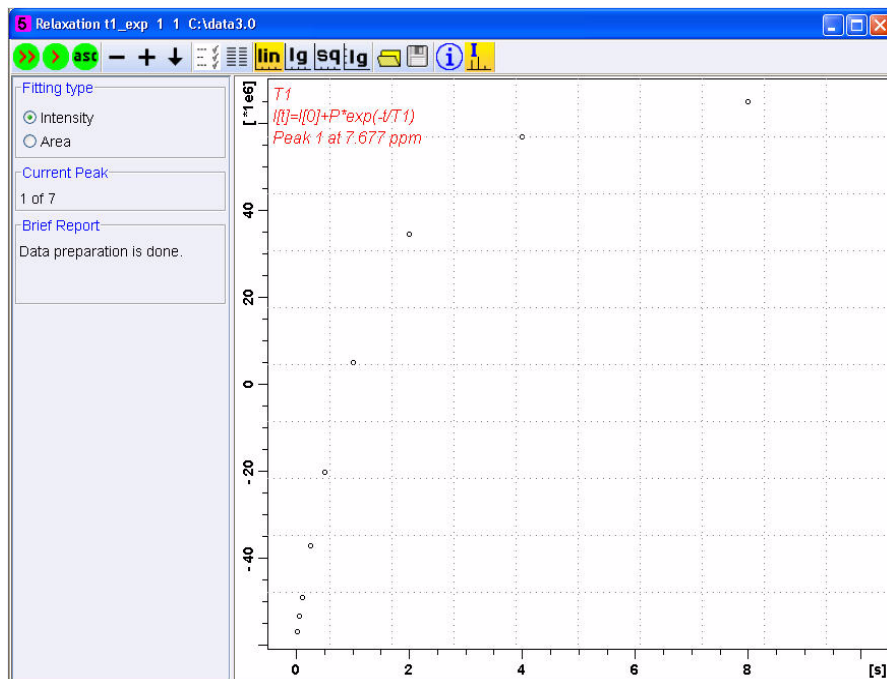 5 Relaxation t1_exp 1 1 C:\data3.0
>> > asc lin lg sq lg i I
Fitting type
Intensity
Area
Current Peak
1 of 7
Brief Report
Data preparation is done.
T1
I[t]=I[0]+P*exp(-t/T1)
Peak 1 at 7.677 ppm
[ *1e6]
40
20
0
-20
-40
0 2 4 6 8 [s]